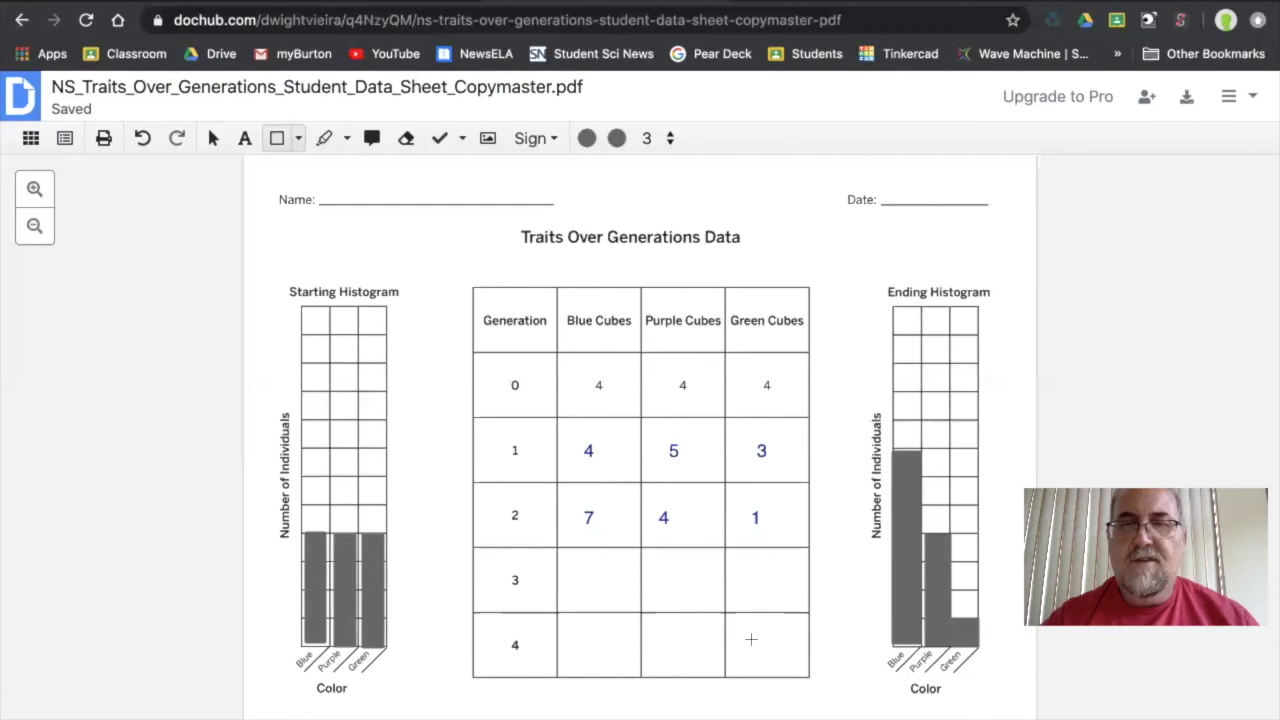 dochub.com/dwightvieira/q4NzyQM/ns-traits-over-generations-student-data-sheet-copymaster-pdf
Apps Classroom Drive myBurton YouTube NewsELA SN Student Sci News Pear Deck Students Tinkercad Wave Machine | S... » Other Bookmarks
NS_Traits_Over_Generations_Student_Data_Sheet_Copymaster.pdf
Saved
Upgrade to Pro
A Sign 3
Name: Date:
Traits Over Generations Data
Starting Histogram
Number of Individuals
Blue Purple Green
Color
Generation Blue Cubes Purple Cubes Green Cubes
0 4 4 4
1 4 5 3
2 7 4 1
3
4
Ending Histogram
Number of Individuals
Blue Purple Green
Color